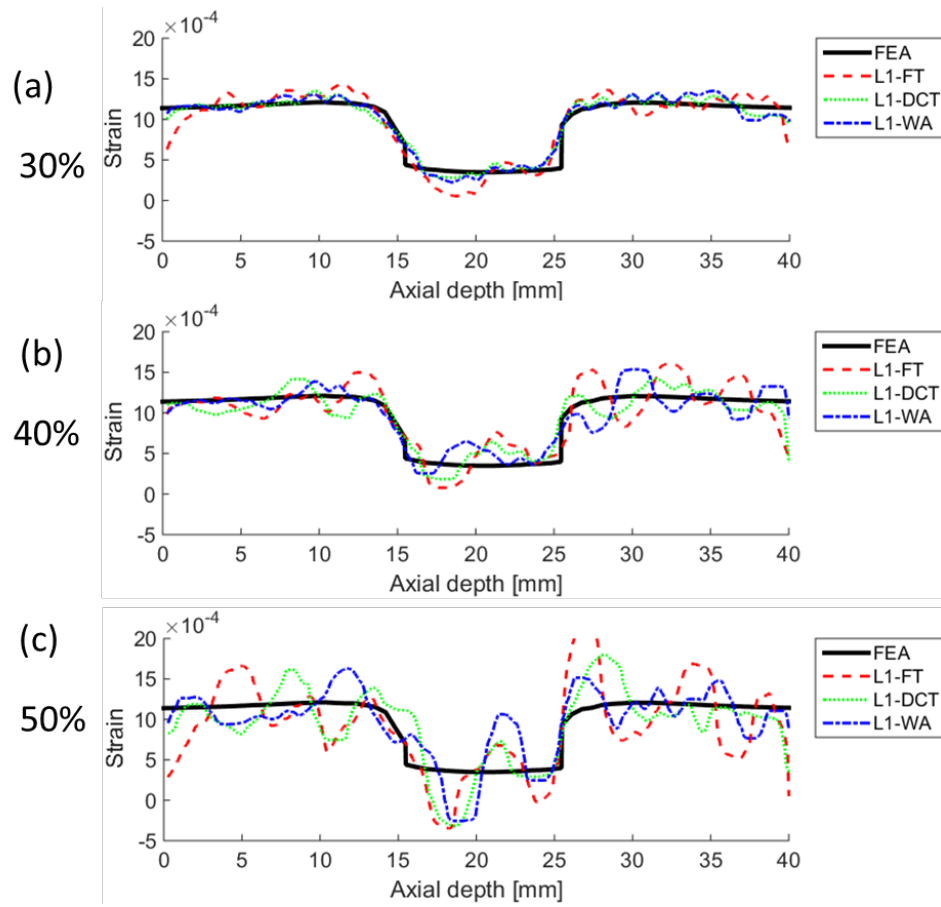 (a)
30%
×10⁻⁴
20
15
10
5
0
-5
Strain
0 5 10 15 20 25 30 35 40
Axial depth [mm]
FEA
L1-FT
L1-DCT
L1-WA
(b)
40%
×10⁻⁴
20
15
10
5
0
-5
Strain
0 5 10 15 20 25 30 35 40
Axial depth [mm]
FEA
L1-FT
L1-DCT
L1-WA
(c)
50%
×10⁻⁴
20
15
10
5
0
-5
Strain
0 5 10 15 20 25 30 35 40
Axial depth [mm]
FEA
L1-FT
L1-DCT
L1-WA